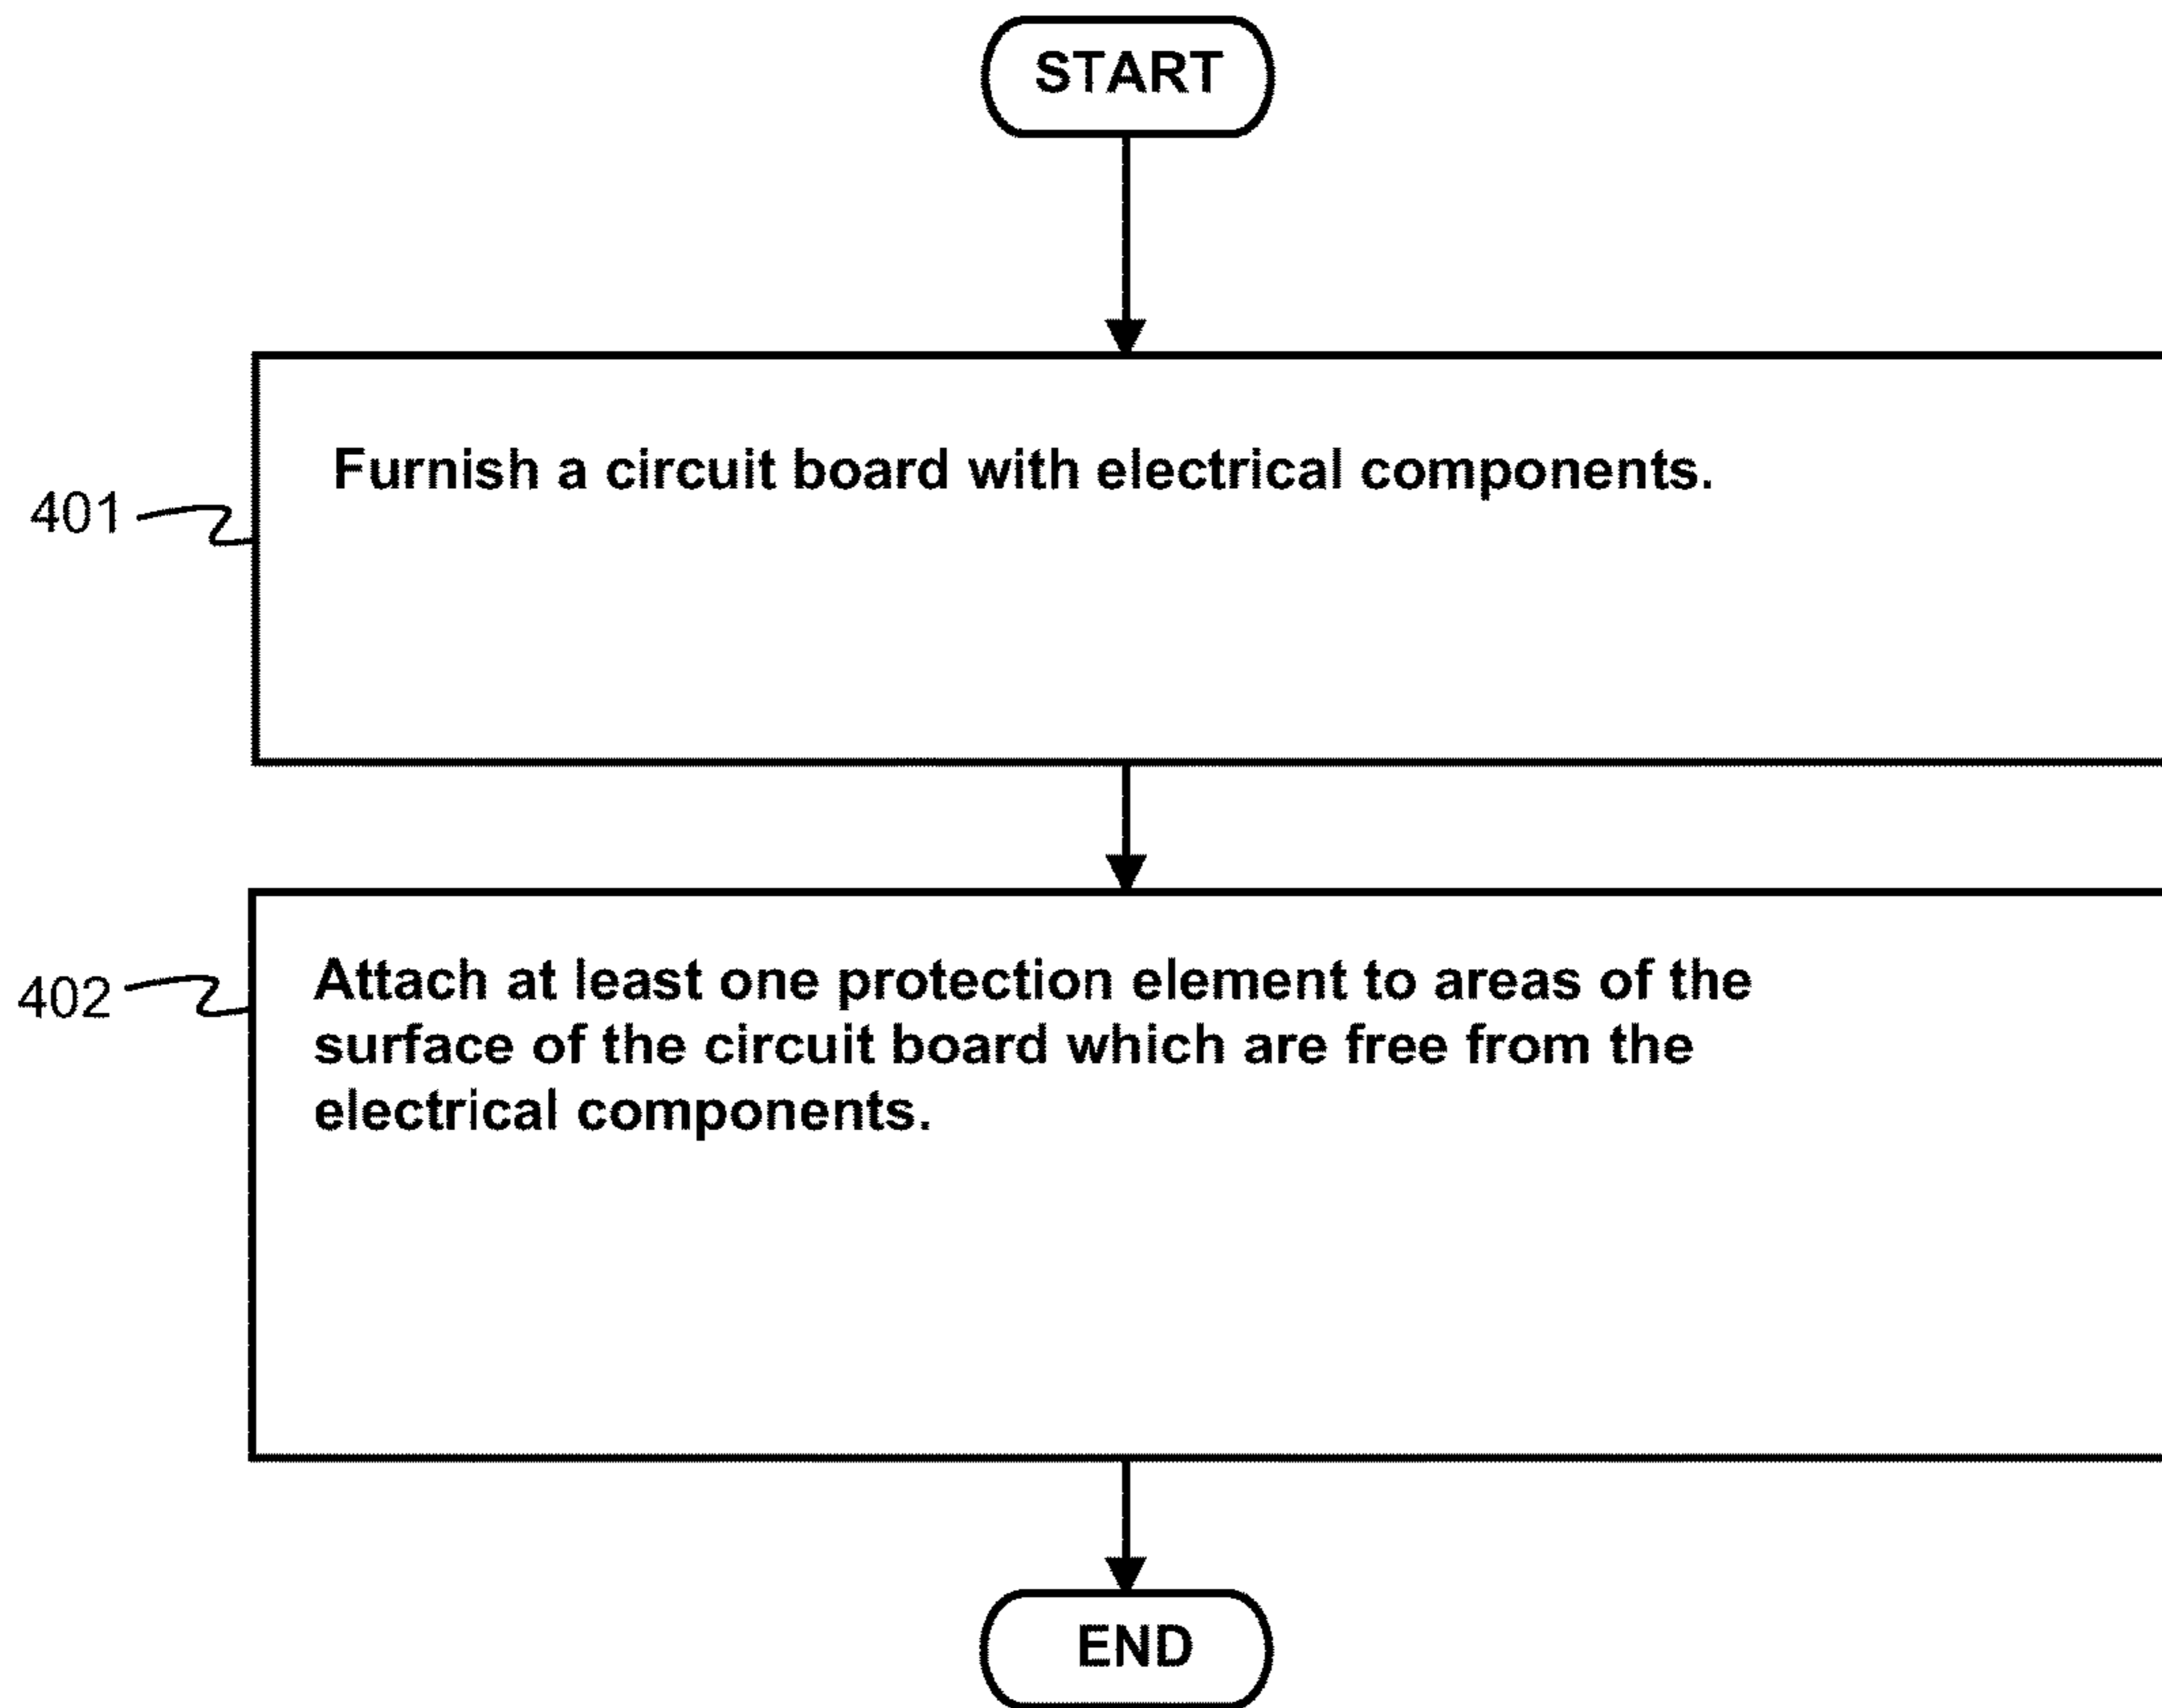 START
Furnish a circuit board with electrical components.
401
Attach at least one protection element to areas of the
surface of the circuit board which are free from the
electrical components.
402
END